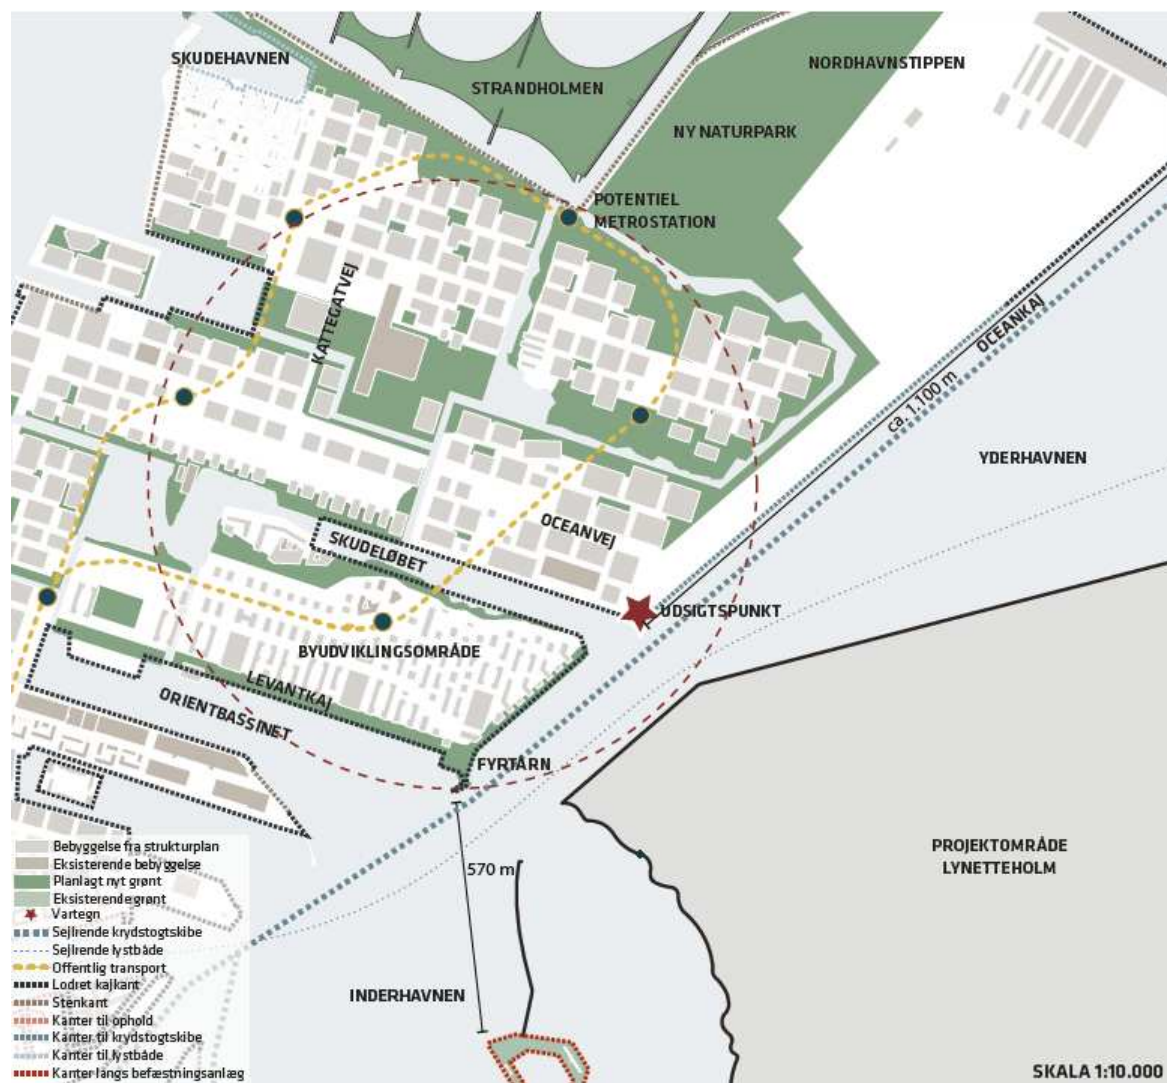 SKUDEHAVNEN
STRANDHOLMEN
NORDHAVNSTIPPEN
NY NATURPARK
POTENTIEL
METROSTATION
KATTEGATVEJ
OCEANKAJ
ca. 1.100 m
YDERHAVNEN
OCEANVEJ
SKUDELØBET
UDSIGTSPUNKT
BYUDVIKLINGSOMRÅDE
LEVANTKAJ
ORIENTBASSINET
FYRTÅRN
570 m
PROJEKTOMRÅDE
LYNETTEHOLM
INDERHAVNEN
Bebyggelse fra strukturplan
Eksisterende bebyggelse
Planlagt nyt grønt
Eksisterende grønt
Vartegn
Sejlrende krydstogtskibe
Sejlrende lystbåde
Offentlig transport
Lodret kajkant
Stenkant
Kanter til ophold
Kanter til krydstogtskibe
Kanter til lystbåde
Kanter langs befæstningsanlæg
SKALA 1:10.000